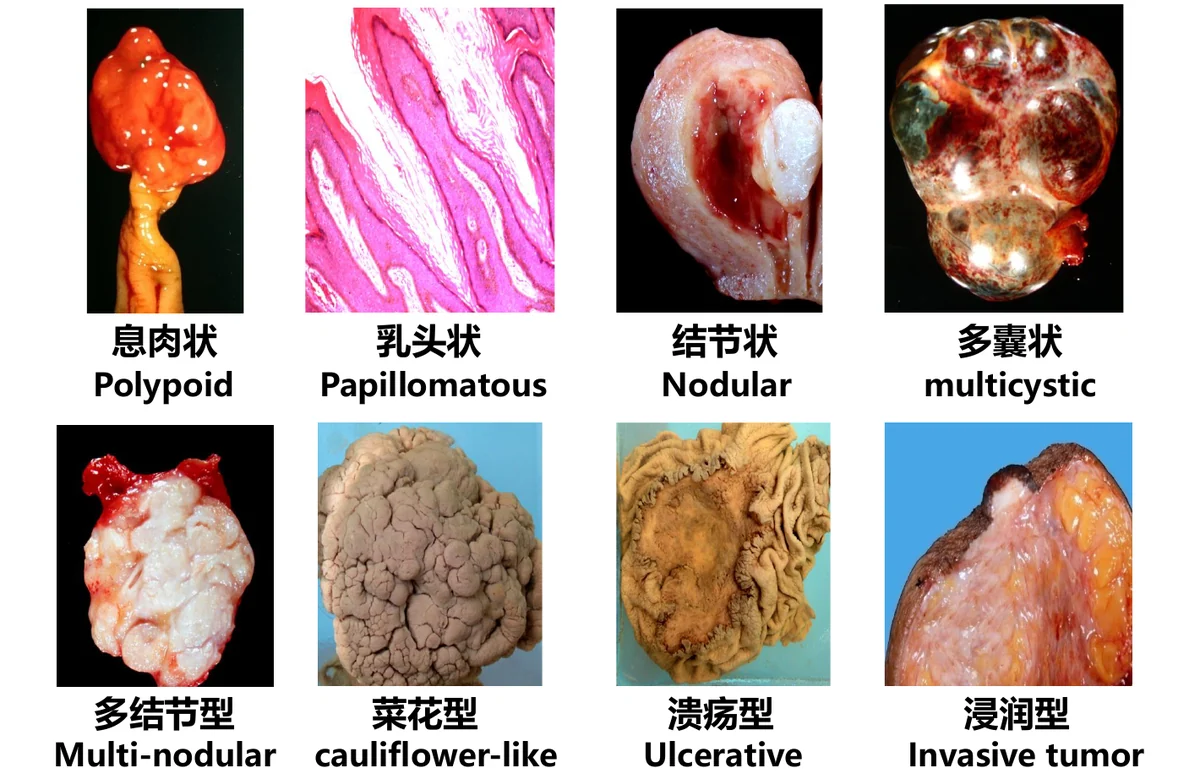 息肉状
Polypoid
乳头状
Papillomatous
结节状
Nodular
多囊状
multicystic
多结节型
Multi-nodular
菜花型
cauliflower-like
溃疡型
Ulcerative
浸润型
Invasive tumor